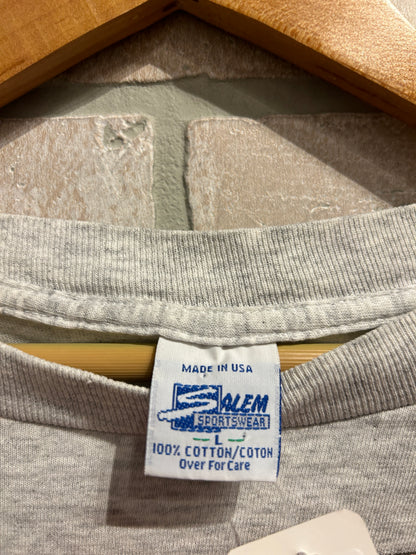 MADE IN USA
SALEM
SPORTSWEAR
- L -
100% COTTON/COTON
Over For Care